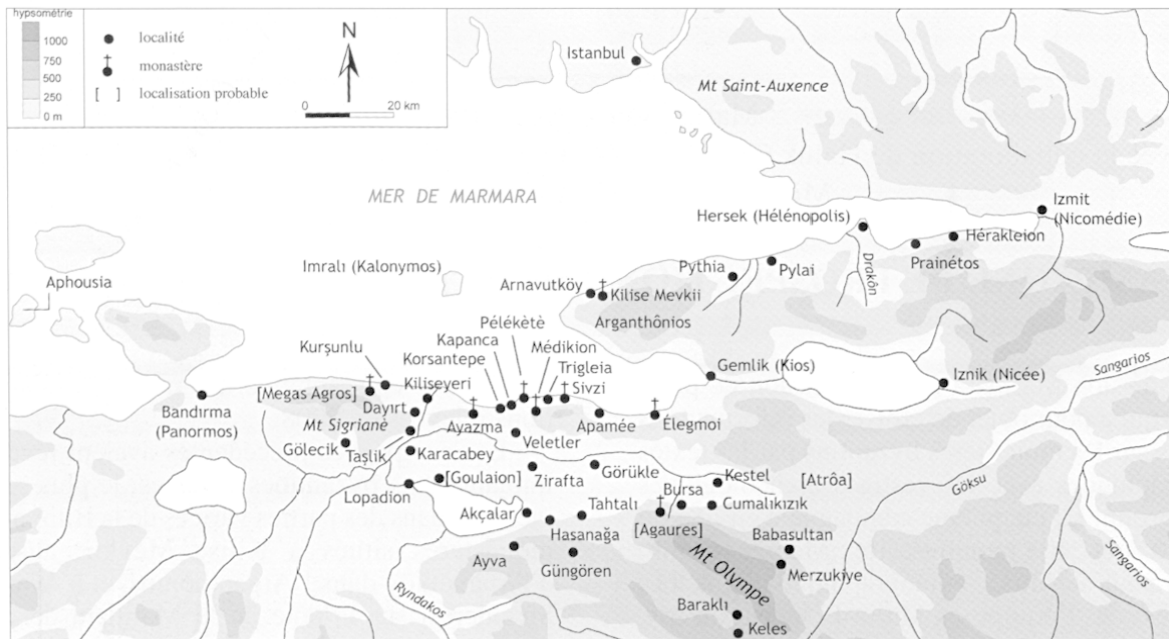 hypsométrie
1000
750
500
250
0 m
localité
monastère
[ ] localisation probable
N
0 20 km
Istanbul
Mt Saint-Auxence
MER DE MARMARA
Izmit
(Nicomédie)
Hersek (Hélénopolis)
Hérakleion
Prainétos
Drakôn
Pylai
Pythia
Aphousia
Imralı (Kalonymos)
Arnavutköy
Kilise Mevkii
Arganthônios
Pélékètè
Kapanca
Médikion
Korsantepe
Trigleia
Sivzi
Kurşunlu
Kiliseyeri
[Megas Agros]
Gemlik (Kios)
Iznik (Nicée)
Sangarios
Bandırma
(Panormos)
Dayırt
Mt Sigrianè
Ayazma
Apamée
Élegmoi
Veletler
Gölecik
Taşlik
Karacabey
[Goulaion]
Zirafta
Görükle
Kestel
[Atrôa]
Göksu
Lopadion
Bursa
Akçalar
Tahtalı
Cumalıkızık
Hasanağa
[Agaures]
Babasultan
Sangarios
Ayva
Güngören
Mt Olympe
Merzukiye
Ryndakos
Baraklı
Keles